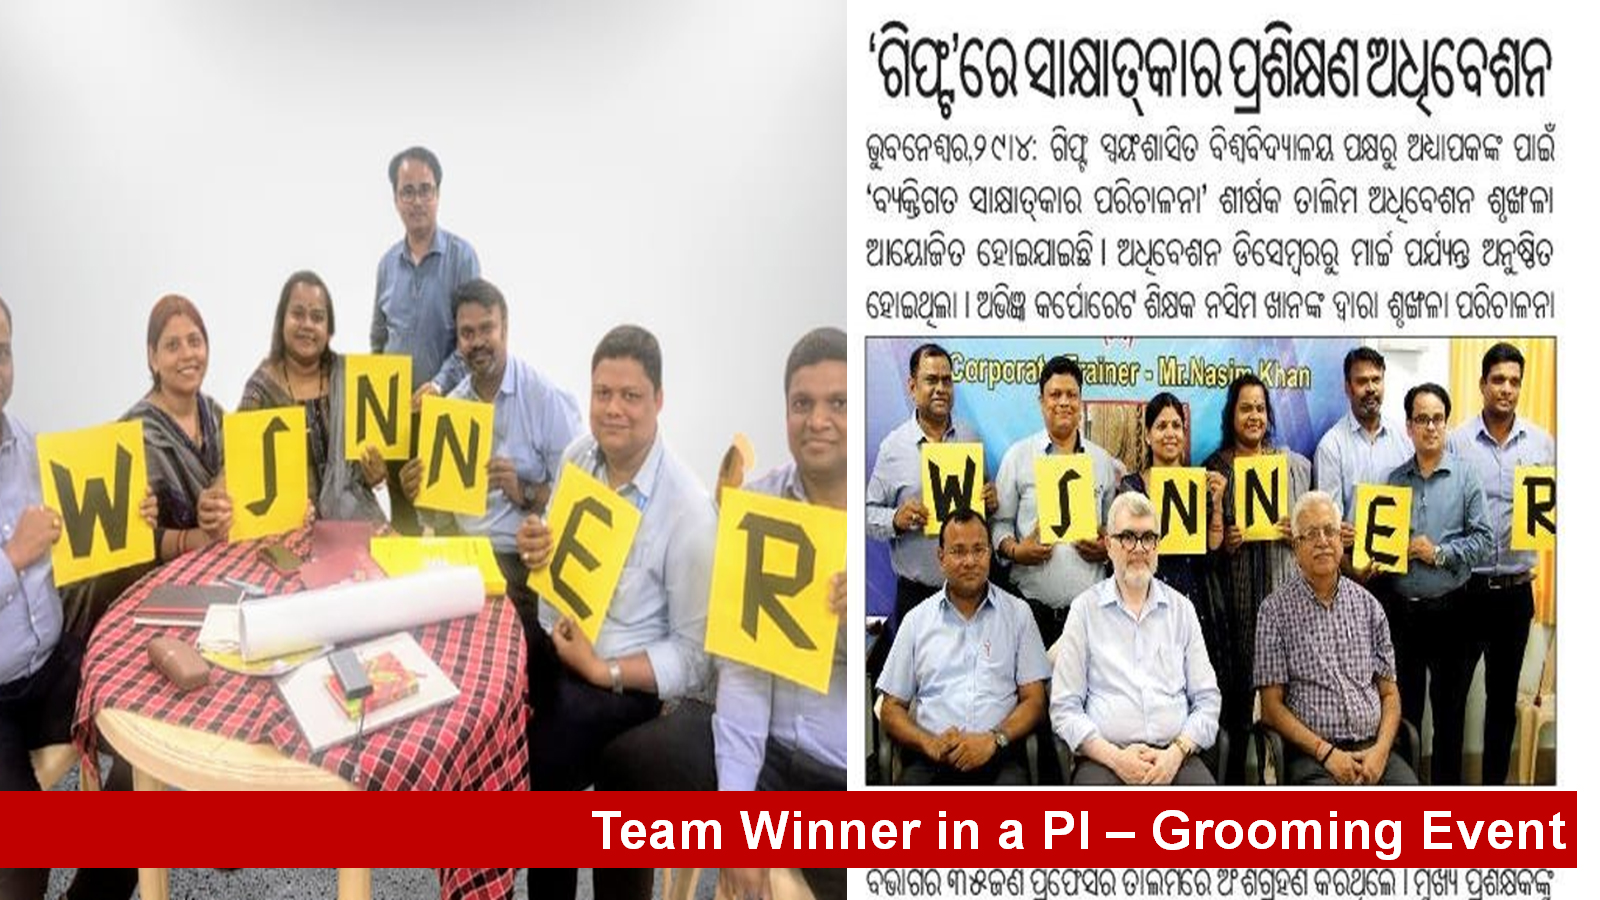 W
I
N
N
E
R
‘ଗିଫ୍ଟ’ରେ ସାକ୍ଷାତ୍‌କାର ପ୍ରଶିକ୍ଷଣ ଅଧିବେଶନ
ଭୁବନେଶ୍ୱର,୨୯।୪: ଗିଫ୍ଟ ସ୍ୱୟଂଶାସିତ ବିଶ୍ୱବିଦ୍ୟାଳୟ ପକ୍ଷରୁ ଅଧ୍ୟାପକଙ୍କ ପାଇଁ
‘ବ୍ୟକ୍ତିଗତ ସାକ୍ଷାତ୍‌କାର ପରିଚାଳନା’ ଶୀର୍ଷକ ତାଲିମ ଅଧିବେଶନ ଶୃଙ୍ଖଳା
ଆୟୋଜିତ ହୋଇଯାଇଛି। ଅଧିବେଶନ ଡିସେମ୍ବରରୁ ମାର୍ଚ୍ଚ ପର୍ଯ୍ୟନ୍ତ ଅନୁଷ୍ଠିତ
ହୋଇଥିଲା। ଅଭିଜ୍ଞ କର୍ପୋରେଟ ଶିକ୍ଷକ ନସିମ ଖାନଙ୍କ ଦ୍ୱାରା ଶୃଙ୍ଖଳା ପରିଚାଳନା
Corporate Trainer - Mr.Nasim Khan
W
I
N
N
E
R
Team Winner in a PI – Grooming Event
ବିଭାଗର ୩୫ଜଣ ପ୍ରଫେସର ତାଲିମରେ ଅଂଶଗ୍ରହଣ କରିଥିଲେ। ମୁଖ୍ୟ ପ୍ରଶିକ୍ଷକଙ୍କୁ